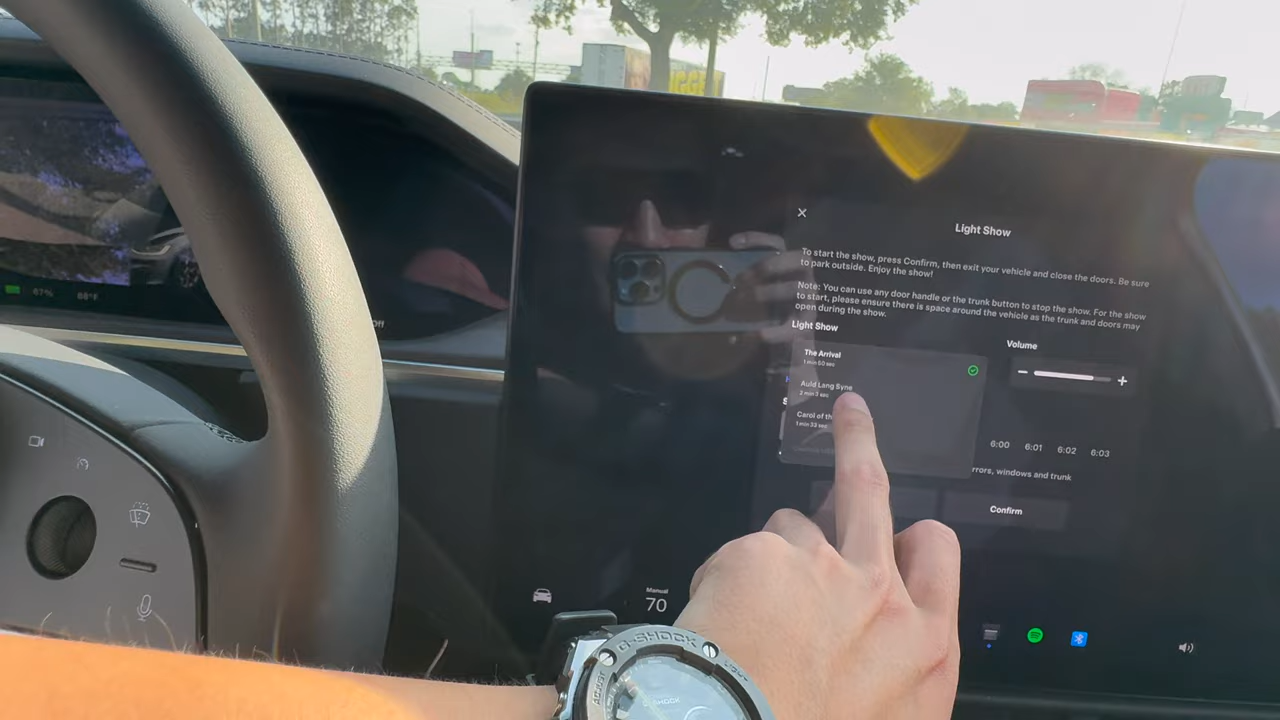 Light Show
To start the show, press Confirm, then exit your vehicle and close the doors. Be sure
to park outside. Enjoy the show!
Note: You can use any door handle or the trunk button to stop the show. For the show
to start, please ensure there is space around the vehicle as the trunk and doors may
open during the show.
Light Show
Volume
The Arrival
1 min 50 sec
Auld Lang Syne
2 min 3 sec
Carol of th
1 min 33 sec
6:00 6:01 6:02 6:03
rrors, windows and trunk
Confirm
67% 88°F
Manual
70
G-SHOCK
ADJUST
G-SHOCK